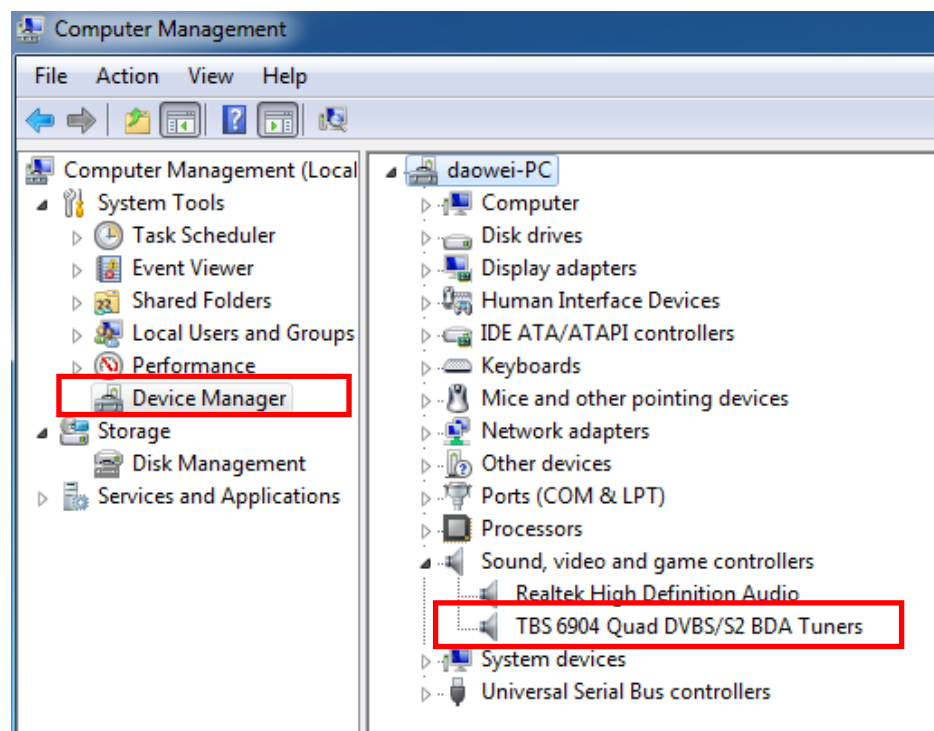 Computer Management
File Action View Help
Computer Management (Local
System Tools
Task Scheduler
Event Viewer
Shared Folders
Local Users and Groups
Performance
Device Manager
Storage
Disk Management
Services and Applications
daowei-PC
Computer
Disk drives
Display adapters
Human Interface Devices
IDE ATA/ATAPI controllers
Keyboards
Mice and other pointing devices
Network adapters
Other devices
Ports (COM & LPT)
Processors
Sound, video and game controllers
Realtek High Definition Audio
TBS 6904 Quad DVBS/S2 BDA Tuners
System devices
Universal Serial Bus controllers